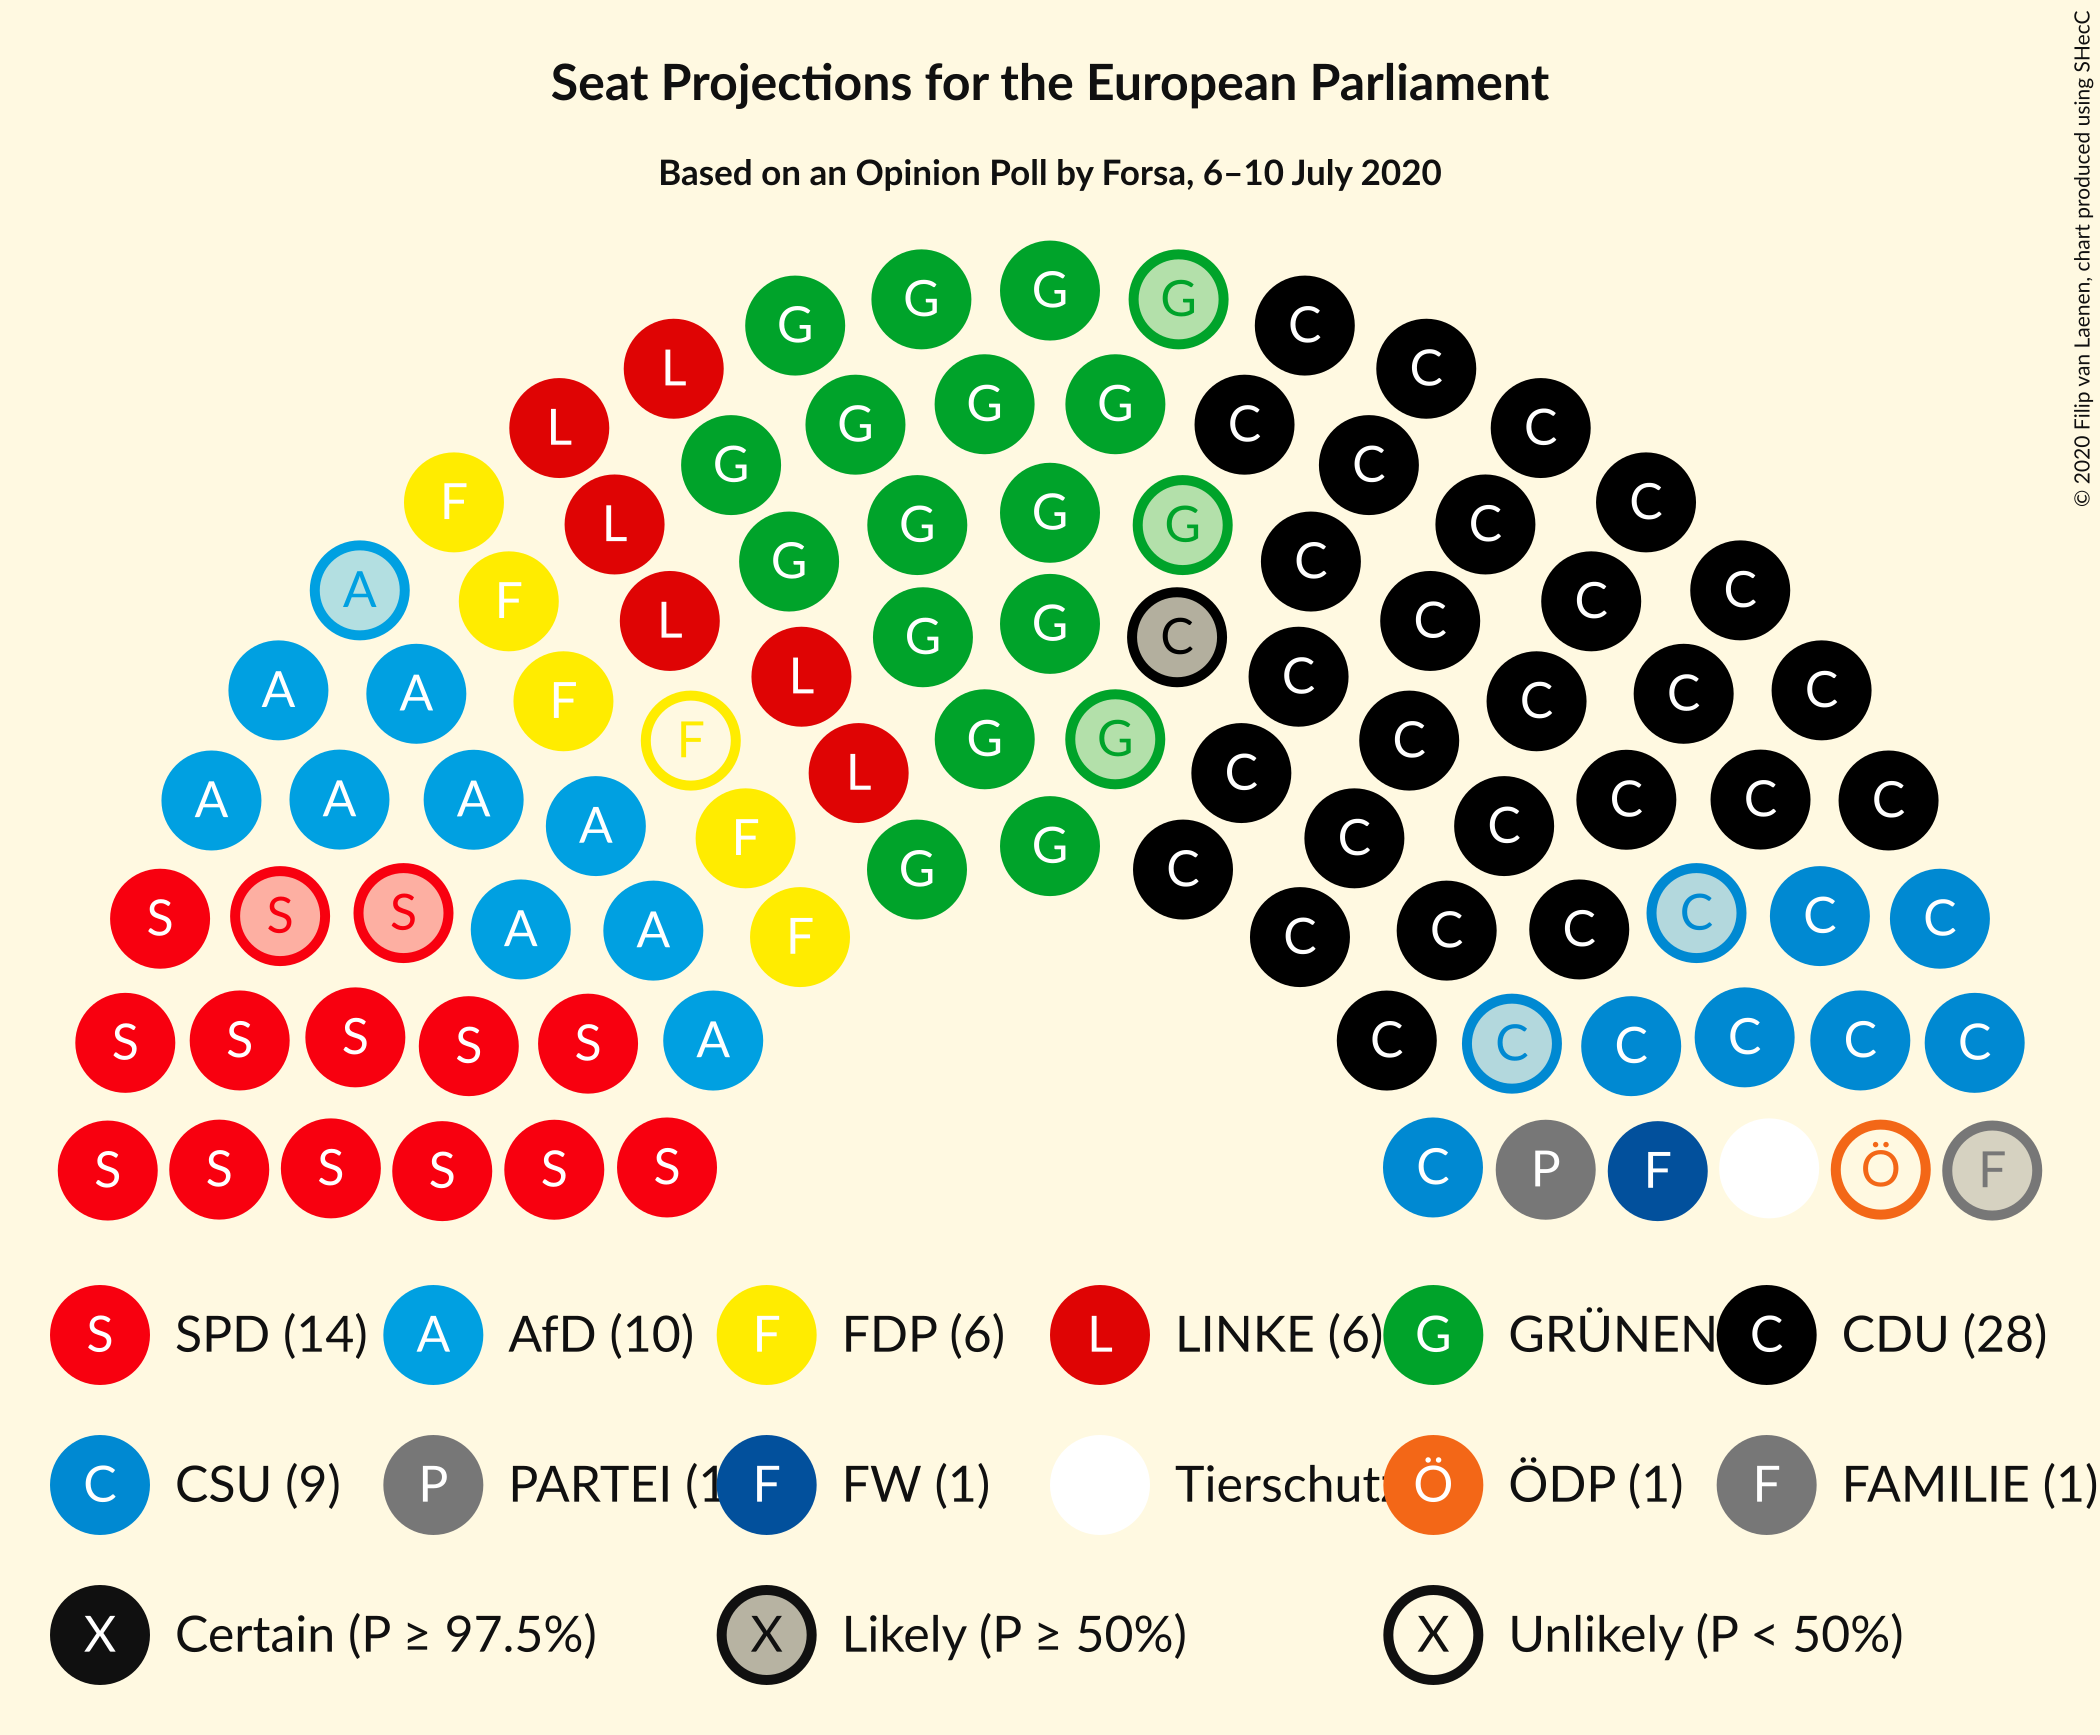 Seat Projections for the European Parliament
Based on an Opinion Poll by Forsa, 6–10 July 2020
© 2020 Filip van Laenen, chart produced using SHecC
G G G G C C
L G G G G C C C
L L G G G G C C C C
F L G G C C C C
A F L L C C C C
A A F F L G G C C C C C C
A A A A F G G C C C C C C
S S S A A F C C C C C C
S S S S S A C C C C C C
S S S S S S C P F Ö F
S SPD (14) A AfD (10) F FDP (6) L LINKE (6) G GRÜNEN C CDU (28)
C CSU (9) P PARTEI (1 F FW (1) Tierschutz Ö ÖDP (1) F FAMILIE (1)
X Certain (P ≥ 97.5%) X Likely (P ≥ 50%) X Unlikely (P < 50%)